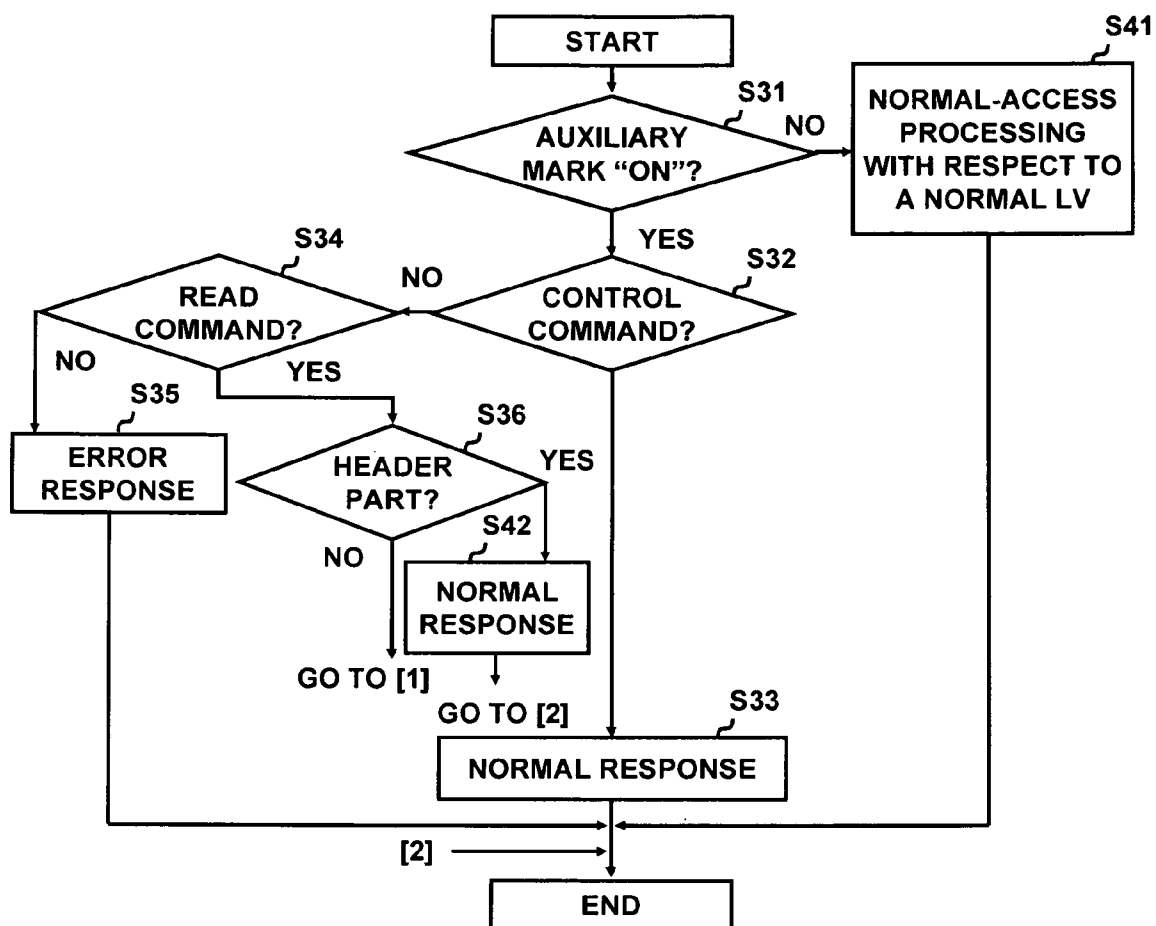 START
S31
S41
AUXILIARY
MARK “ON”?
NO
NORMAL-ACCESS
PROCESSING
WITH RESPECT TO
A NORMAL LV
YES
S34
S32
READ
COMMAND?
NO
CONTROL
COMMAND?
NO
YES
S35
S36
ERROR
RESPONSE
HEADER
PART?
YES
NO
S42
NORMAL
RESPONSE
GO TO [1]
GO TO [2]
S33
NORMAL RESPONSE
[2]
END